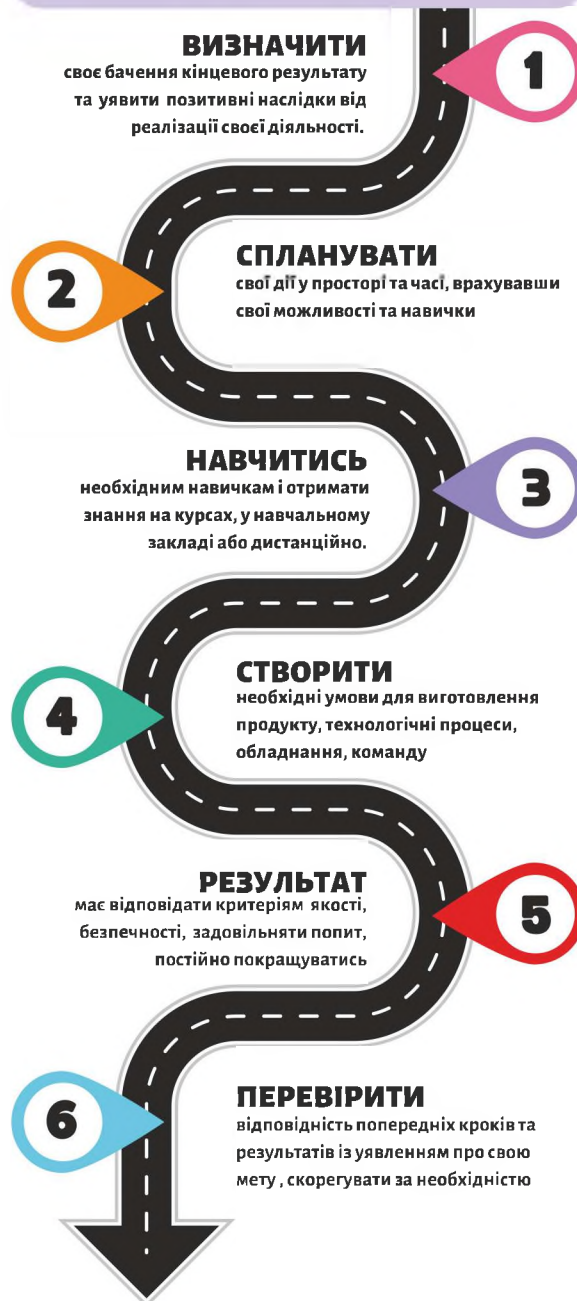 1
ВИЗНАЧИТИ
своє бачення кінцевого результату
та уявити позитивні наслідки від
реалізації своєї діяльності.
2
СПЛАНУВАТИ
свої дії у просторі та часі, врахувавши
свої можливості та навички
3
НАВЧИТИСЬ
необхідним навичкам і отримати
знання на курсах, у навчальному
закладі або дистанційно.
4
СТВОРИТИ
необхідні умови для виготовлення
продукту, технологічні процеси,
обладнання, команду
5
РЕЗУЛЬТАТ
має відповідати критеріям якості,
безпечності, задовільняти попит,
постійно покращуватись
6
ПЕРЕВІРИТИ
відповідність попередніх кроків та
результатів із уявленням про свою
мету , скорегувати за необхідністю